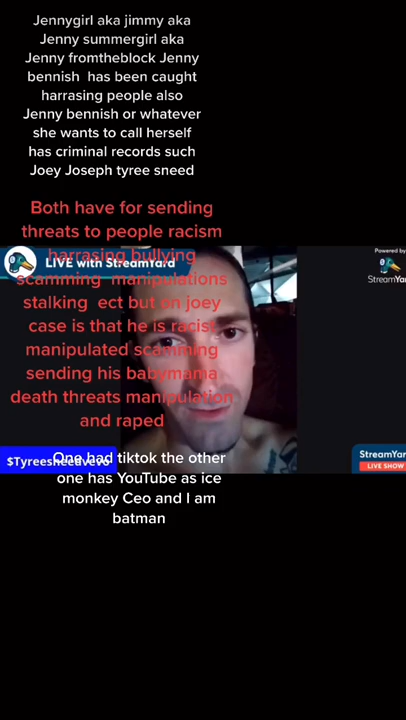 Jennygirl aka jimmy aka
Jenny summergirl aka
Jenny fromtheblock Jenny
bennish has been caught
harrasing people also
Jenny bennish or whatever
she wants to call herself
has criminal records such
Joey Joseph tyree sneed
Both have for sending
threats to people racism
harrasing bullying
scamming manipulations
stalking ect but on joey
case is that he is racist
manipulated scamming
sending his babymama
death threats manipulation
and raped
LIVE with StreamYard
Powered by
StreamYar
One had tiktok the other
one has YouTube as ice
monkey Ceo and I am
batman
StreamYa
LIVE SHOW